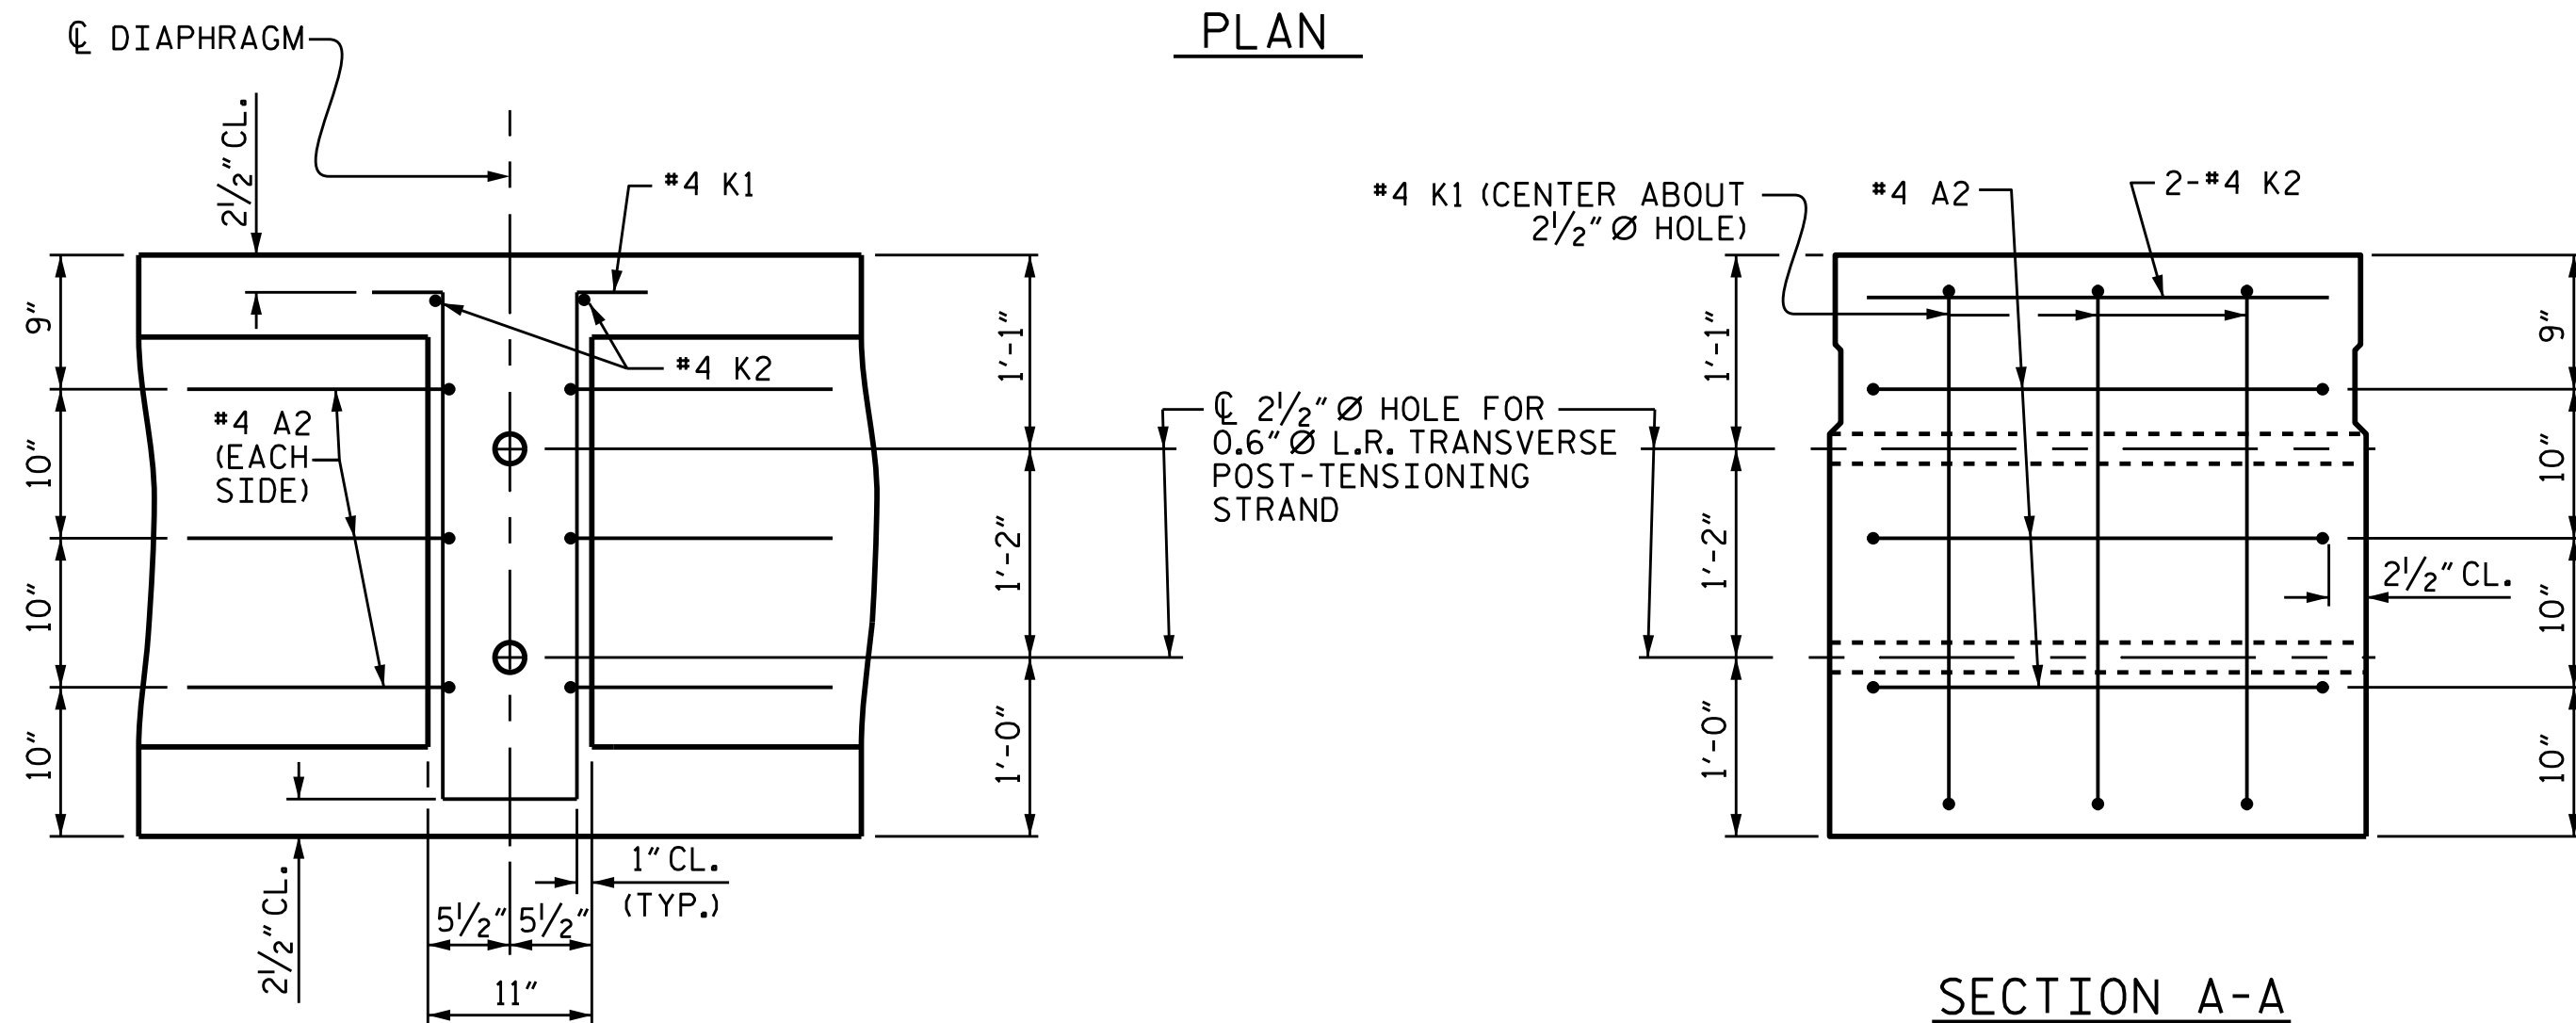 PLAN
℄ DIAPHRAGM
2½" CL.
#4 K1
#4 K2
9"
10"
10"
10"
#4 A2
(EACH
SIDE)
1'-1"
1'-2"
1'-0"
2½" CL.
1" CL.
(TYP.)
5½"
5½"
11"
℄ 2½" Ø HOLE FOR
0.6" Ø L.R. TRANSVERSE
POST-TENSIONING
STRAND
#4 K1 (CENTER ABOUT
2½" Ø HOLE)
#4 A2
2-#4 K2
1'-1"
1'-2"
1'-0"
9"
10"
10"
10"
2½" CL.
SECTION A-A